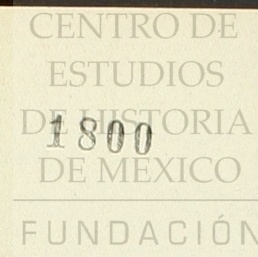 CENTRO DE
ESTUDIOS
DE HISTORIA
1800
DE MEXICO
FUNDACIÓN